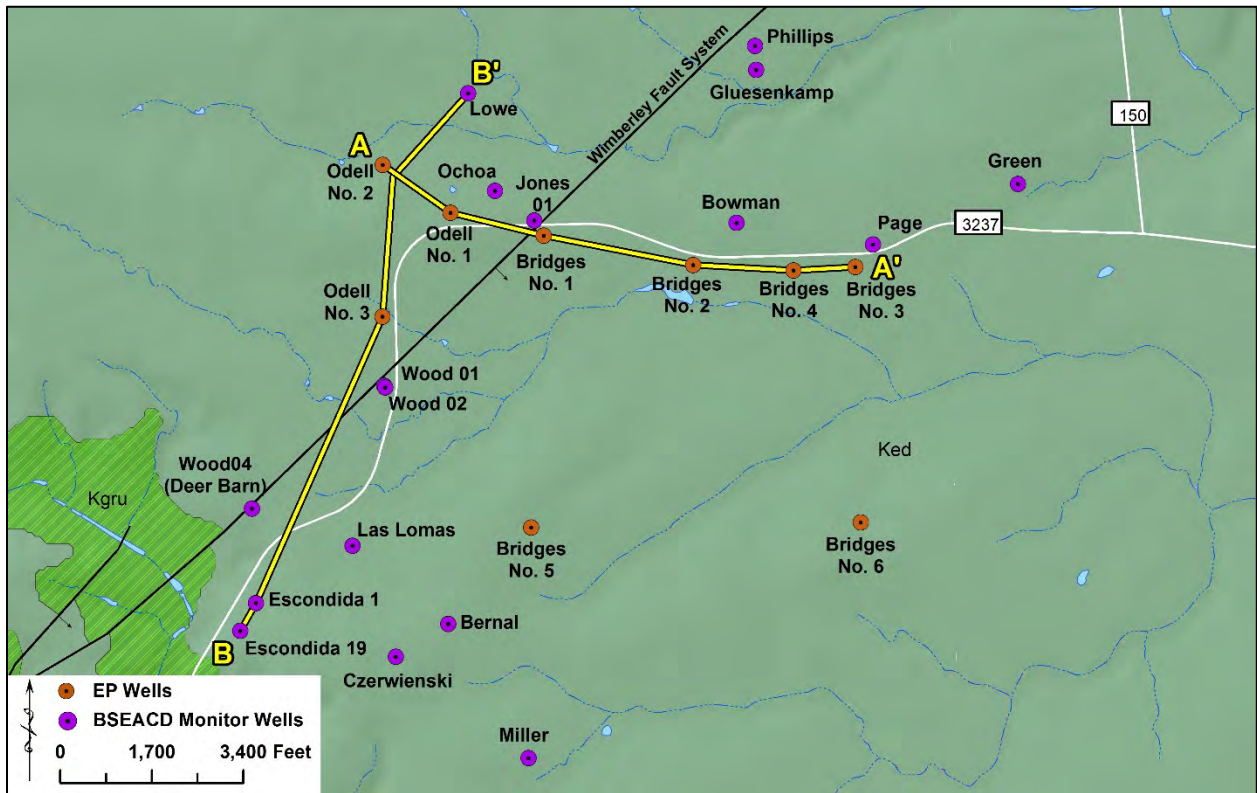 Phillips
Gluesenkamp
Wimberley Fault System
B'
Lowe
150
A
Odell
No. 2
Ochoa
Jones
01
Green
Bowman
Page
3237
Odell
No. 1
Bridges
No. 1
Bridges
No. 2
Bridges
No. 4
A'
Bridges
No. 3
Odell
No. 3
Wood 01
Wood 02
Wood04
(Deer Barn)
Kgru
Ked
Las Lomas
Bridges
No. 5
Bridges
No. 6
Escondida 1
Bernal
B
Escondida 19
Czerwienski
Miller
EP Wells
BSEACD Monitor Wells
0 1,700 3,400 Feet